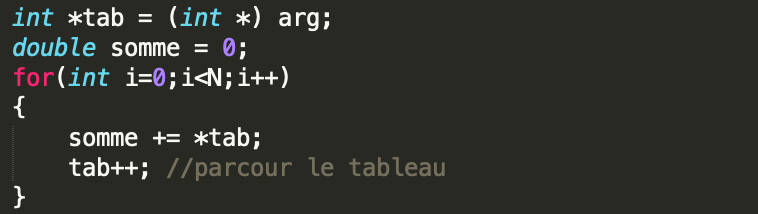 int *tab = (int *) arg;
double somme = 0;
for(int i=0;i<N;i++)
{
    somme += *tab;
    tab++; //parcour le tableau
}